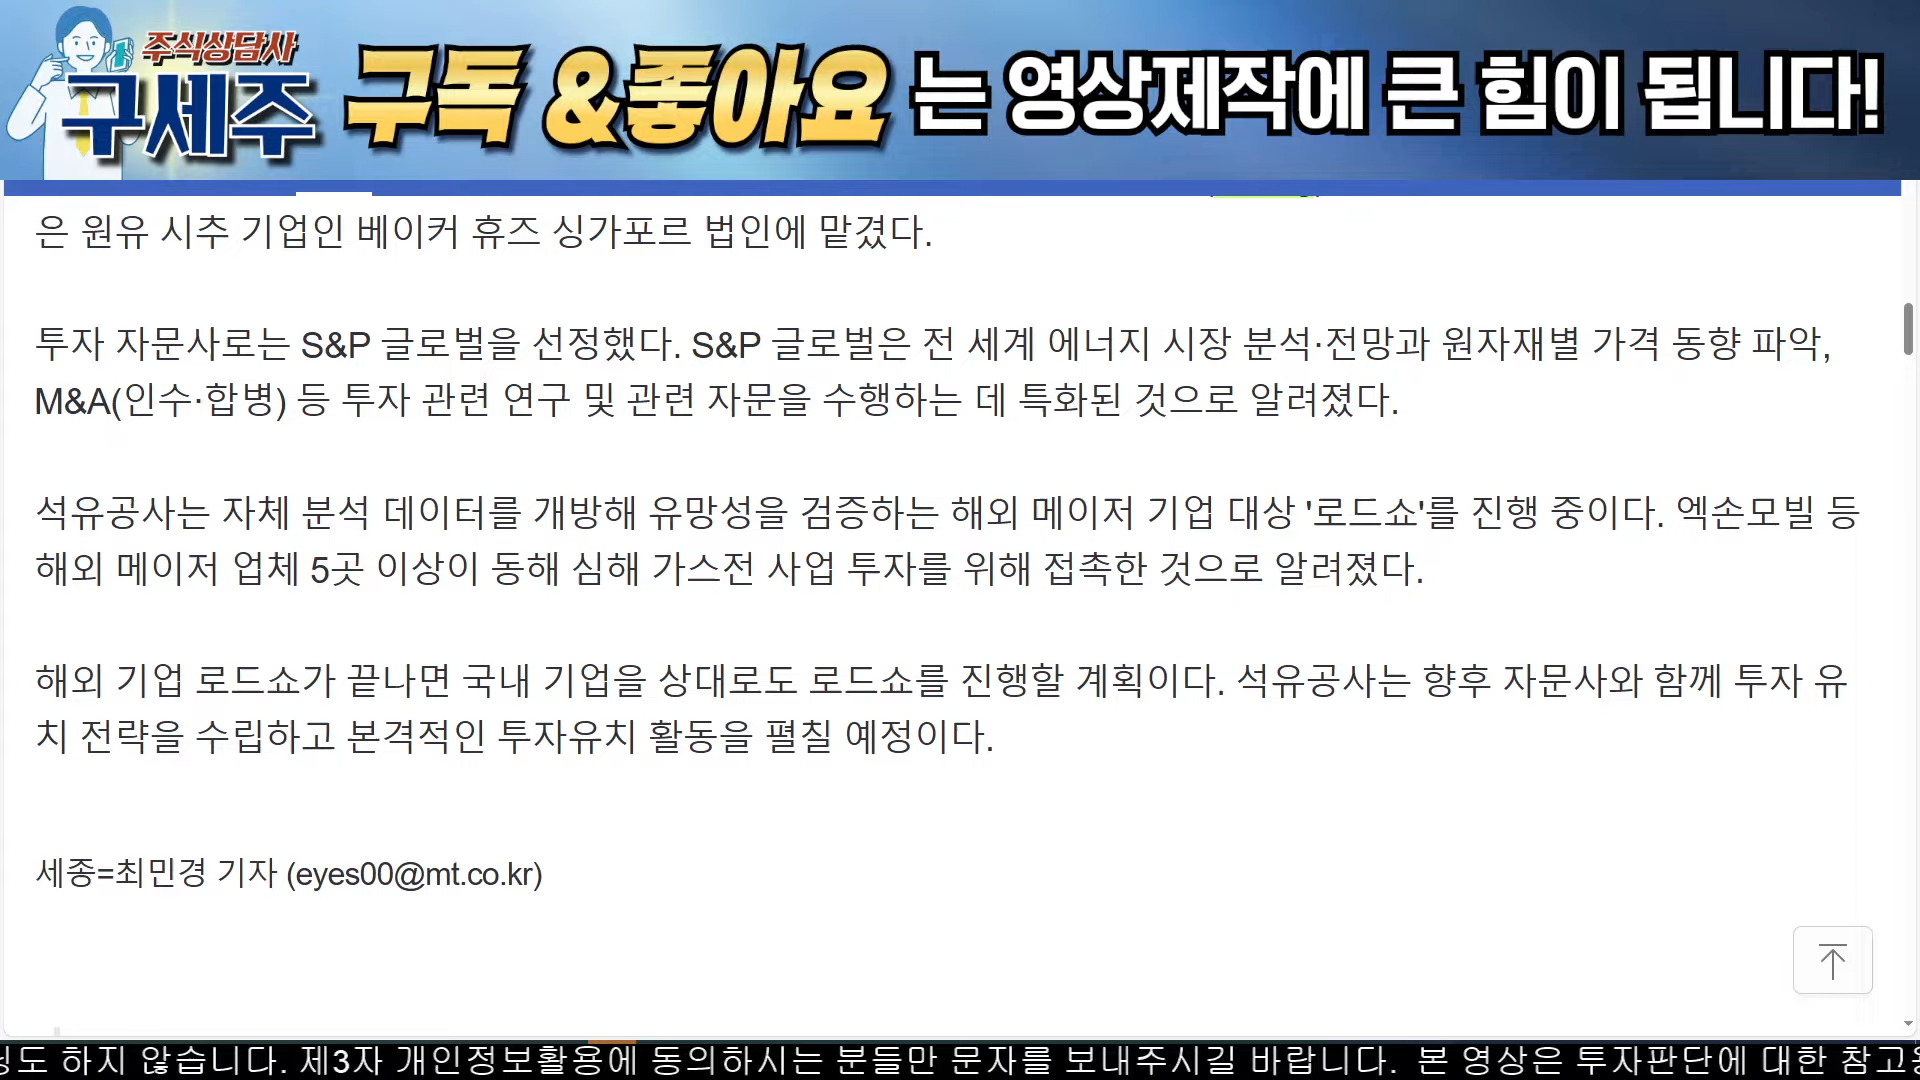 주식상담사
구세주
구독 &좋아요는 영상제작에 큰 힘이 됩니다!
은 원유 시추 기업인 베이커 휴즈 싱가포르 법인에 맡겼다.
투자 자문사로는 S&P 글로벌을 선정했다. S&P 글로벌은 전 세계 에너지 시장 분석·전망과 원자재별 가격 동향 파악,
M&A(인수·합병) 등 투자 관련 연구 및 관련 자문을 수행하는 데 특화된 것으로 알려졌다.
석유공사는 자체 분석 데이터를 개방해 유망성을 검증하는 해외 메이저 기업 대상 '로드쇼'를 진행 중이다. 엑손모빌 등
해외 메이저 업체 5곳 이상이 동해 심해 가스전 사업 투자를 위해 접촉한 것으로 알려졌다.
해외 기업 로드쇼가 끝나면 국내 기업을 상대로도 로드쇼를 진행할 계획이다. 석유공사는 향후 자문사와 함께 투자 유
치 전략을 수립하고 본격적인 투자유치 활동을 펼칠 예정이다.
세종=최민경 기자 (eyes00@mt.co.kr)
도 하지 않습니다. 제3자 개인정보활용에 동의하시는 분들만 문자를 보내주시길 바랍니다. 본 영상은 투자판단에 대한 참고